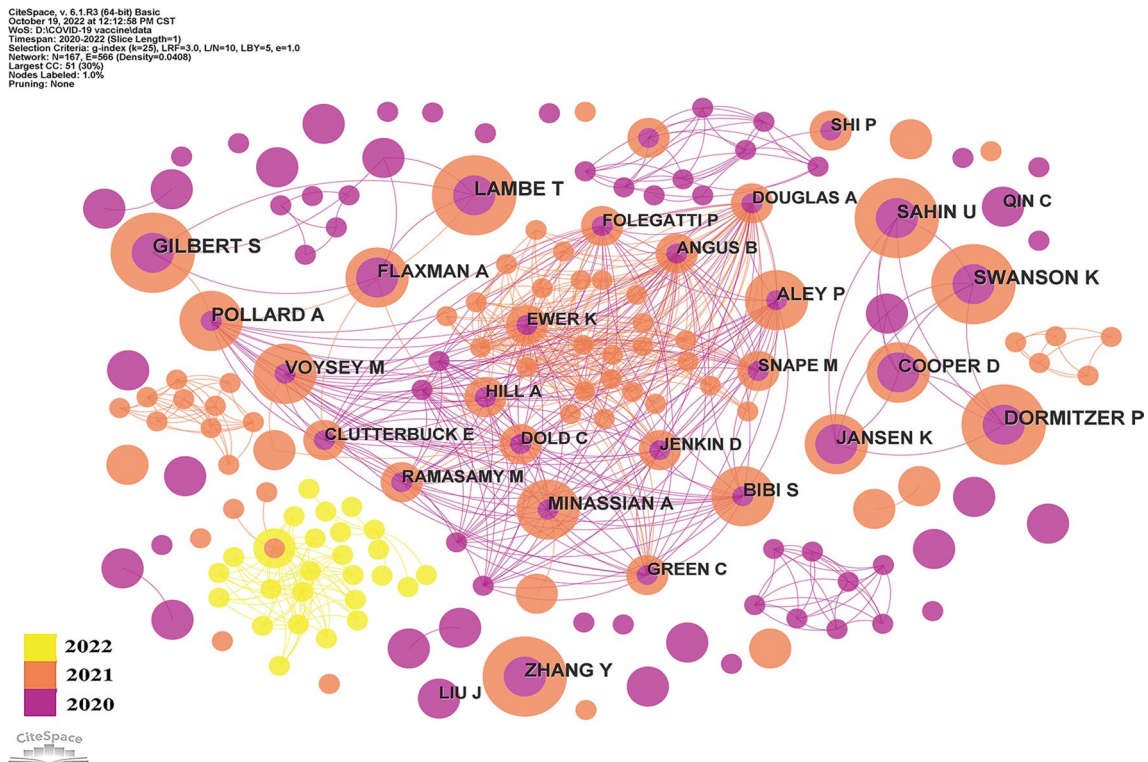 CiteSpace, v. 6.1.R3 (64-bit) Basic
October 19, 2022 at 12:12:58 PM CST
WoS: D:\COVID-19 vaccine\data
Timespan: 2020-2022 (Slice Length=1)
Selection Criteria: g-index (k=25), LRF=3.0, L/N=10, LBY=5, e=1.0
Network: N=167, E=566 (Density=0.0408)
Largest CC: 51 (30%)
Nodes Labeled: 1.0%
Pruning: None
SHI P
LAMBE T
DOUGLAS A
QIN C
SAHIN U
FOLEGATTI P
GILBERT S
ANGUS B
FLAXMAN A
SWANSON K
ALEY P
POLLARD A
EWER K
VOYSEY M
SNAPE M
COOPER D
HILL A
DORMITZER P
CLUTTERBUCK E
DOLD C
JENKIN D
JANSEN K
RAMASAMY M
BIBI S
MINASSIAN A
GREEN C
2022
2021
2020
ZHANG Y
LIU J
CiteSpace